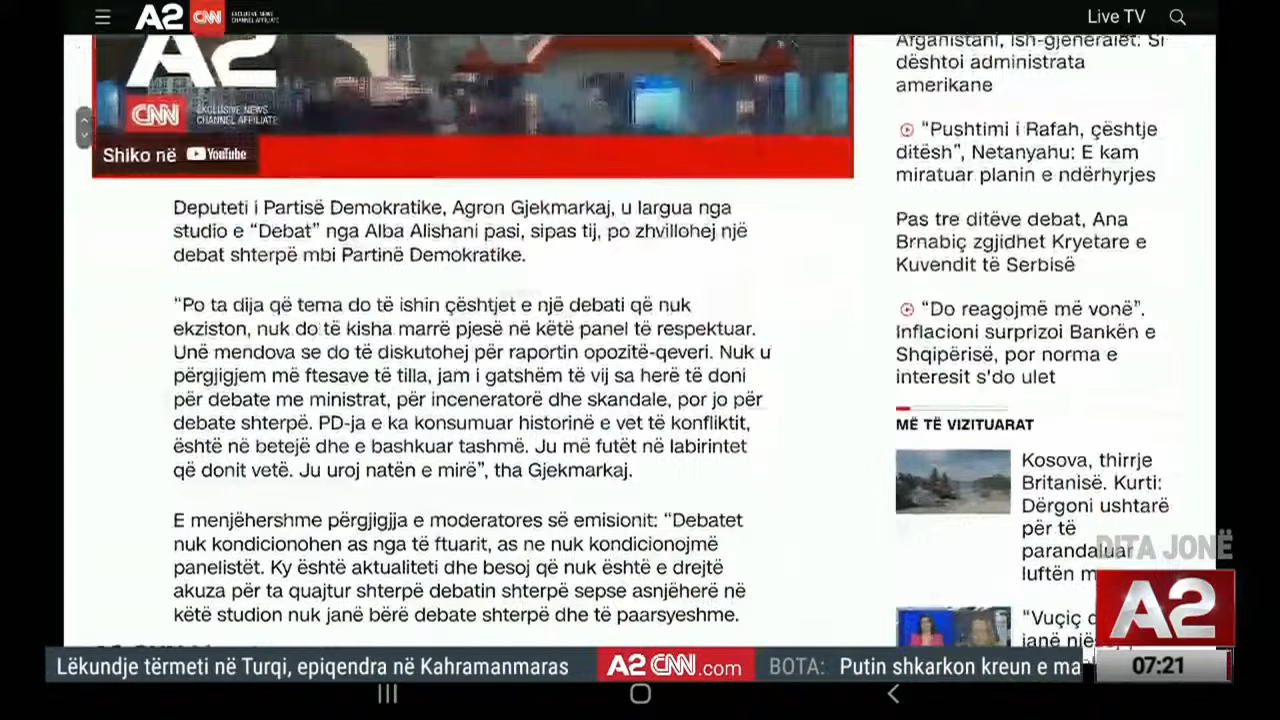 A2 CNN EXCLUSIVE NEWS CHANNEL AFFILIATE
Live TV
A2
CNN EXCLUSIVE NEWS CHANNEL AFFILIATE
Shiko në YouTube
Deputeti i Partisë Demokratike, Agron Gjekmarkaj, u largua nga
studio e “Debat” nga Alba Alishani pasi, sipas tij, po zhvillohej një
debat shterpë mbi Partinë Demokratike.
“Po ta dija që tema do të ishin çështjet e një debati që nuk
ekziston, nuk do të kisha marrë pjesë në këtë panel të respektuar.
Unë mendova se do të diskutohej për raportin opozitë-qeveri. Nuk u
përgjigjem më ftesave të tilla, jam i gatshëm të vij sa herë të doni
për debate me ministrat, për inceneratorë dhe skandale, por jo për
debate shterpë. PD-ja e ka konsumuar historinë e vet të konfliktit,
është në betejë dhe e bashkuar tashmë. Ju më futët në labirintet
që donit vetë. Ju uroj natën e mirë”, tha Gjekmarkaj.
E menjëhershme përgjigjja e moderatores së emisionit: “Debatet
nuk kondicionohen as nga të ftuarit, as ne nuk kondicionojmë
panelistët. Ky është aktualiteti dhe besoj që nuk është e drejtë
akuza për ta quajtur shterpë debatin shterpë sepse asnjëherë në
këtë studion nuk janë bërë debate shterpë dhe të paarsyeshme.
Afganistani, ish-gjeneralët: Si
dështoi administrata
amerikane
“Pushtimi i Rafah, çështje
ditësh”, Netanyahu: E kam
miratuar planin e ndërhyrjes
Pas tre ditëve debat, Ana
Brnabiç zgjidhet Kryetare e
Kuvendit të Serbisë
“Do reagojmë më vonë”.
Inflacioni surprizoi Bankën e
Shqipërisë, por norma e
interesit s'do ulet
MË TË VIZITUARAT
Kosova, thirrje
Britanisë. Kurti:
Dërgoni ushtarë
për të
parandaluar
luftën m
“Vuçiç
janë
DITA JONË
A2
07:21
Lëkundje tërmeti në Turqi, epiqendra në Kahramanmaras
A2 CNN.com
BOTA: Putin shkarkon kreun e ma